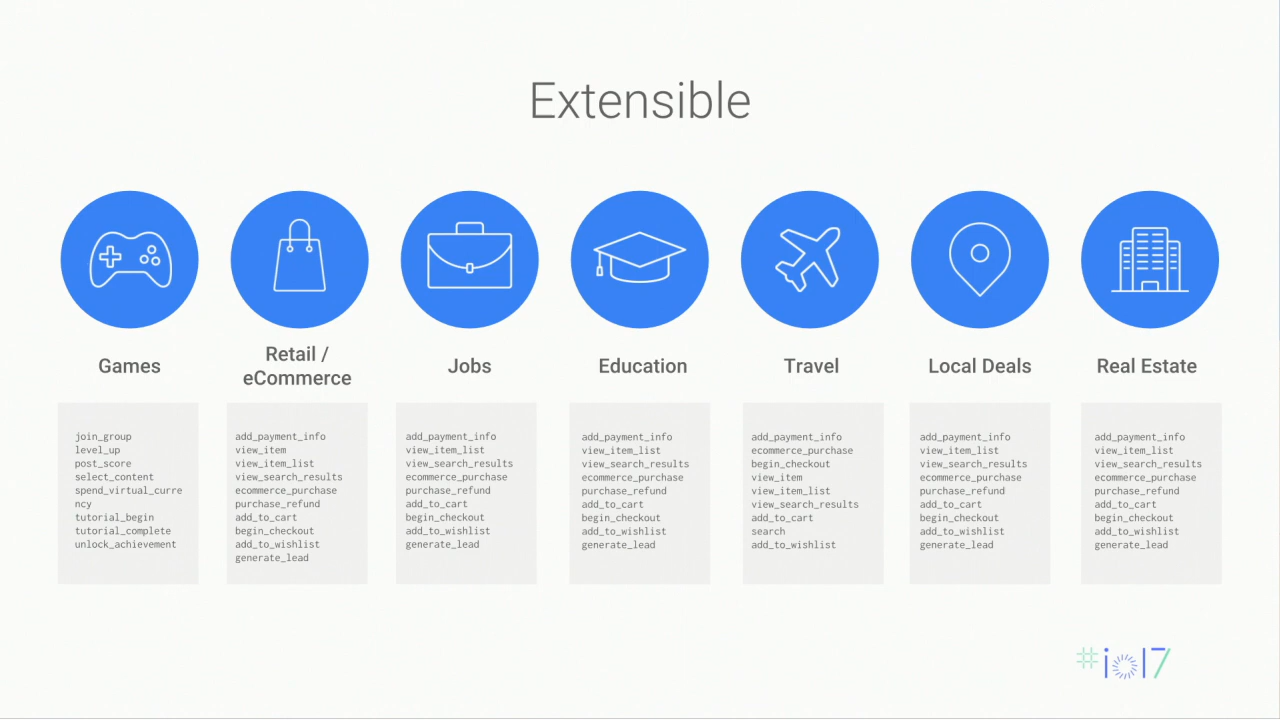 Extensible
Games
join_group
level_up
post_score
select_content
spend_virtual_curre
ncy
tutorial_begin
tutorial_complete
unlock_achievement
Retail /
eCommerce
add_payment_info
view_item
view_item_list
view_search_results
ecommerce_purchase
purchase_refund
add_to_cart
begin_checkout
add_to_wishlist
generate_lead
Jobs
add_payment_info
view_item_list
view_search_results
ecommerce_purchase
purchase_refund
add_to_cart
begin_checkout
add_to_wishlist
generate_lead
Education
add_payment_info
view_item_list
view_search_results
ecommerce_purchase
purchase_refund
add_to_cart
begin_checkout
add_to_wishlist
generate_lead
Travel
add_payment_info
ecommerce_purchase
begin_checkout
view_item
view_item_list
view_search_results
add_to_cart
search
add_to_wishlist
Local Deals
add_payment_info
view_item_list
view_search_results
ecommerce_purchase
purchase_refund
add_to_cart
begin_checkout
add_to_wishlist
generate_lead
Real Estate
add_payment_info
view_item_list
view_search_results
ecommerce_purchase
purchase_refund
add_to_cart
begin_checkout
add_to_wishlist
generate_lead
#io17